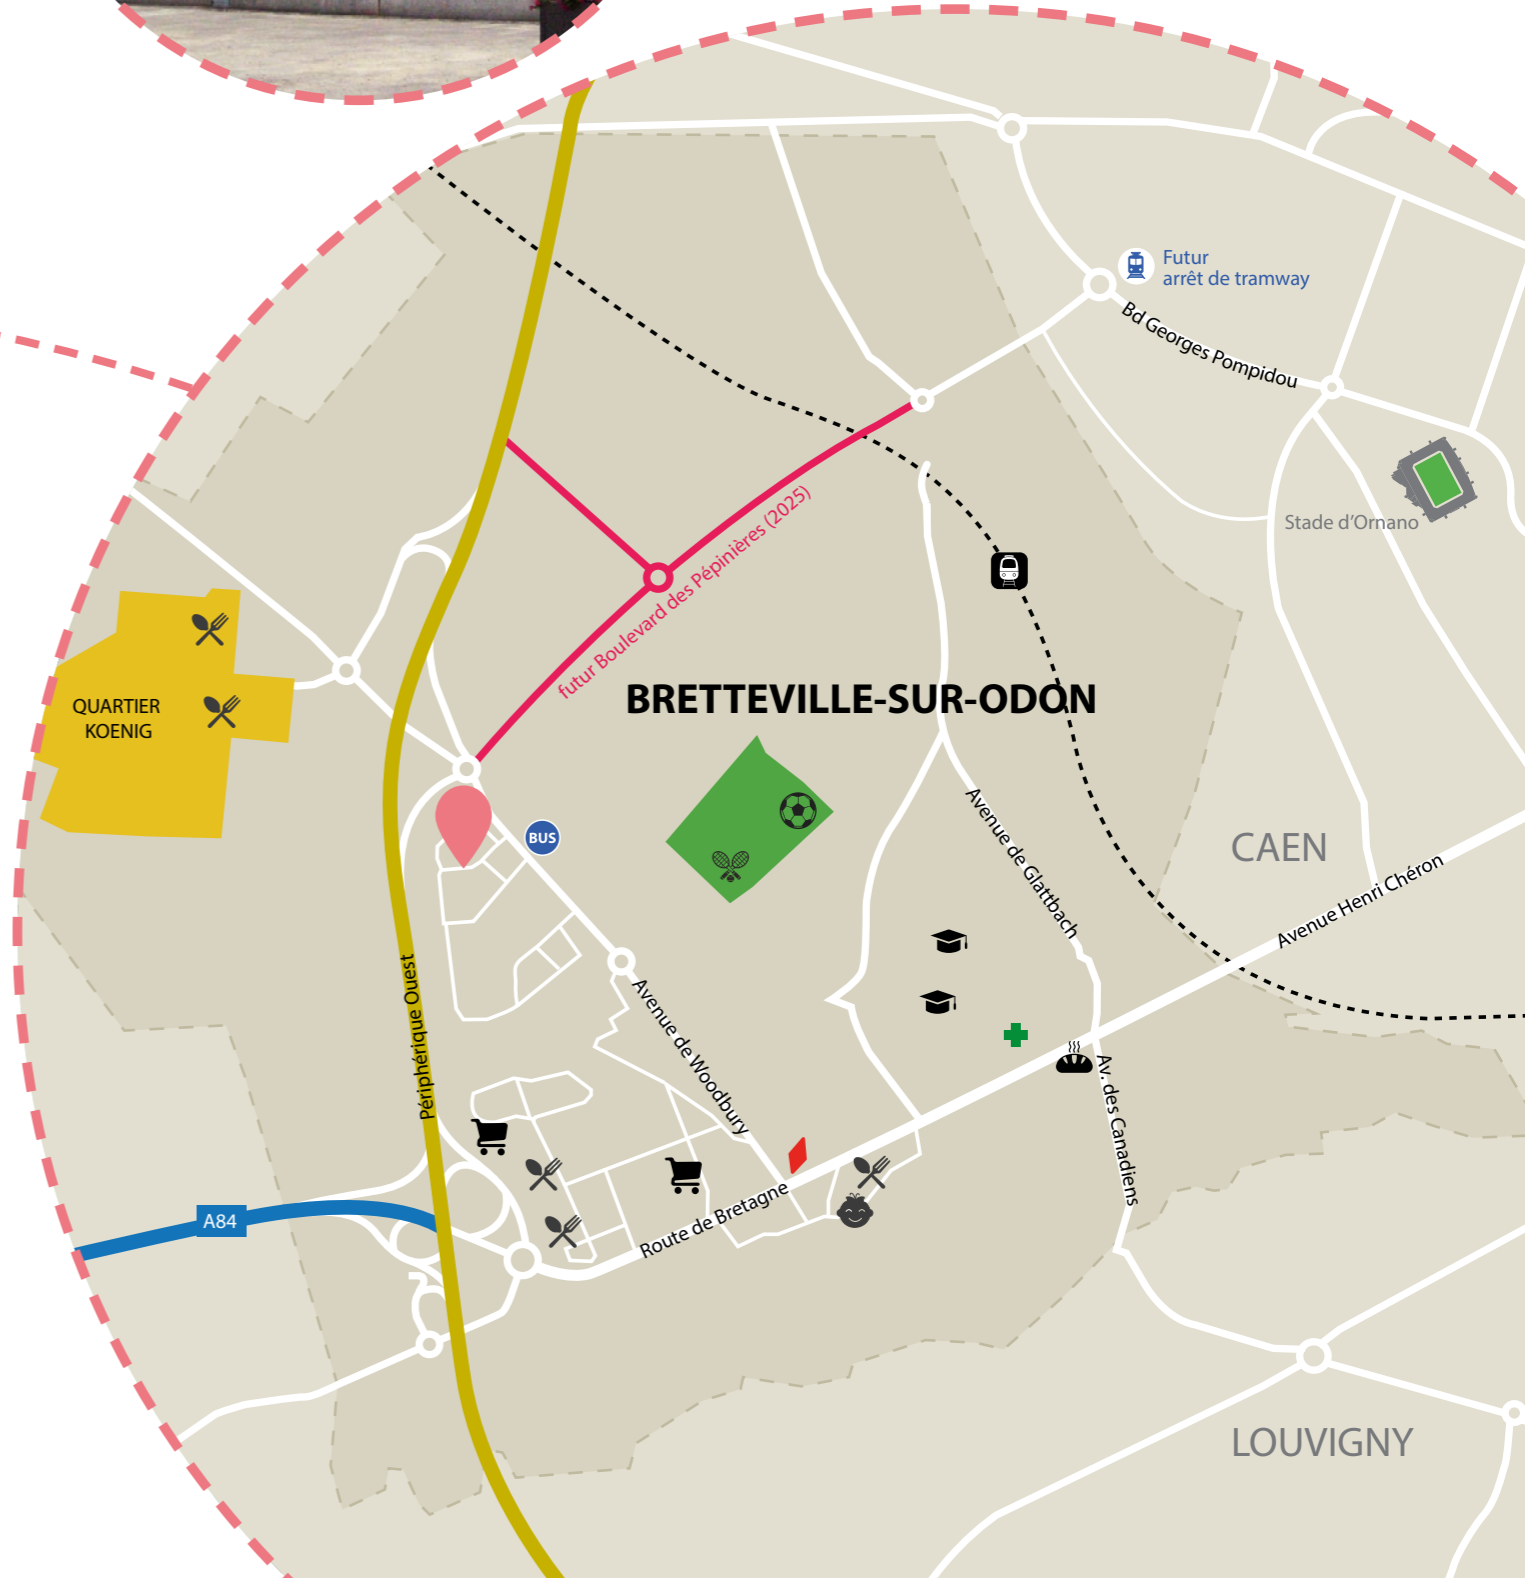 Futur
arrêt de tramway
Bd Georges Pompidou
Stade d'Ornano
futur Boulevard des Pépinières (2025)
BRETTEVILLE-SUR-ODON
QUARTIER
KOENIG
BUS
Avenue de Glattbach
CAEN
Avenue Henri Chéron
Périphérique Ouest
Avenue de Woodbury
Av. des Canadiens
A84
Route de Bretagne
LOUVIGNY